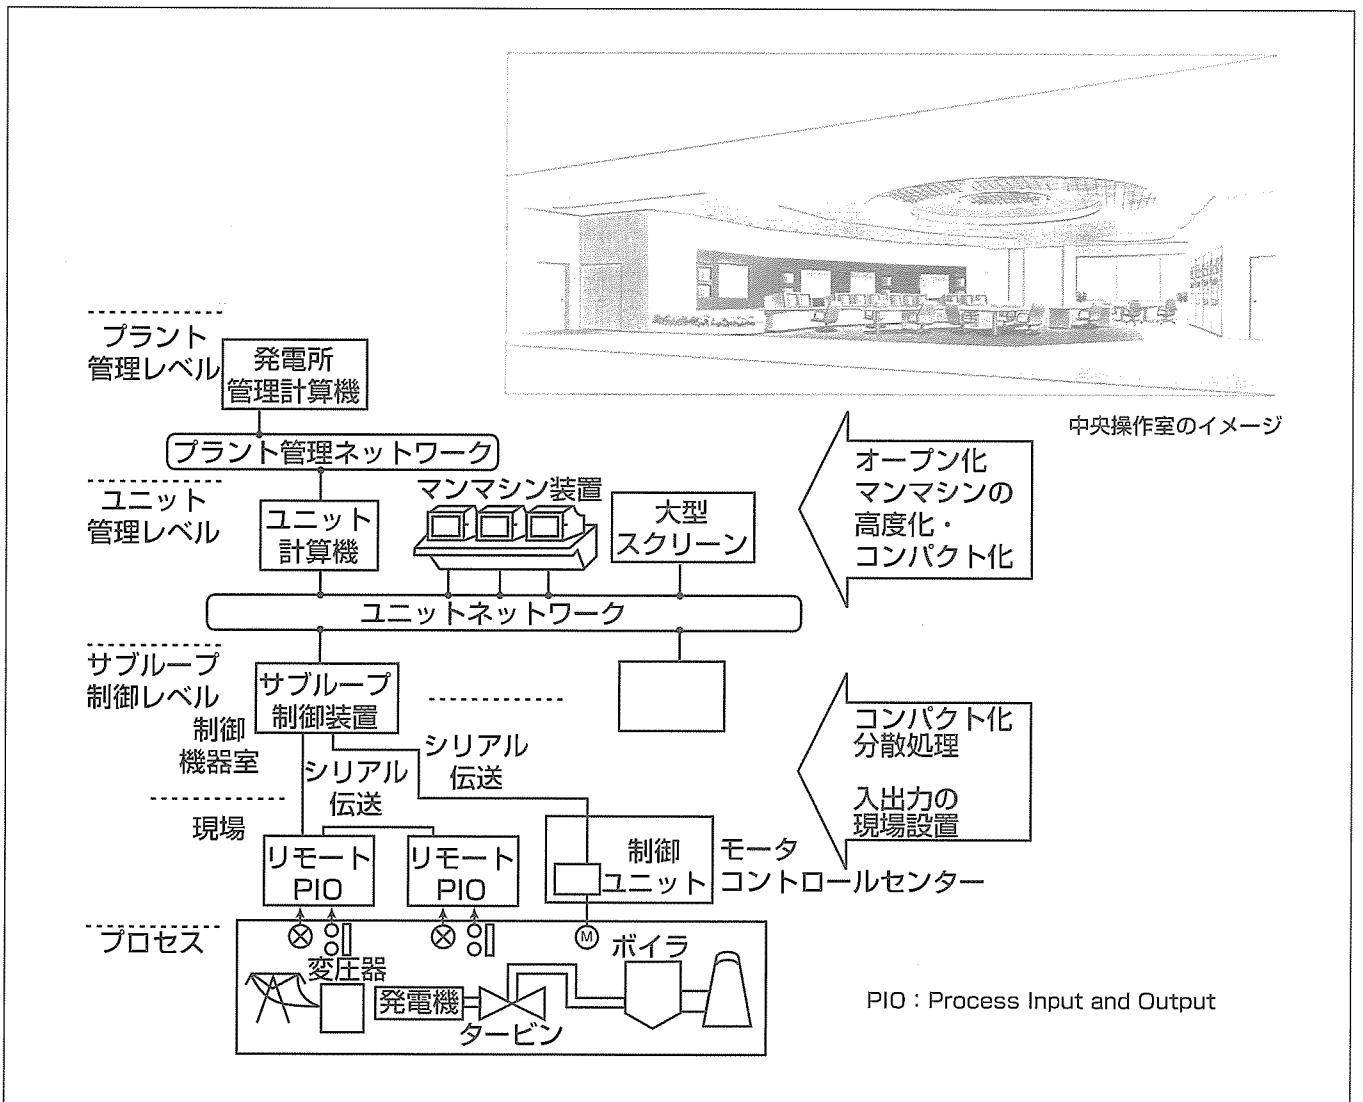 中央操作室のイメージ
プラント
管理レベル
発電所
管理計算機
プラント管理ネットワーク
ユニット
管理レベル
ユニット
計算機
マンマシン装置
大型
スクリーン
オープン化
マンマシンの
高度化・
コンパクト化
ユニットネットワーク
サブループ
制御レベル
サブループ
制御装置
制御
機器室
シリアル
伝送
シリアル
伝送
コンパクト化
分散処理
入出力の
現場設置
現場
リモート
PIO
リモート
PIO
制御
ユニット
モータ
コントロールセンター
プロセス
M
ボイラ
変圧器
発電機
タービン
PIO：Process Input and Output